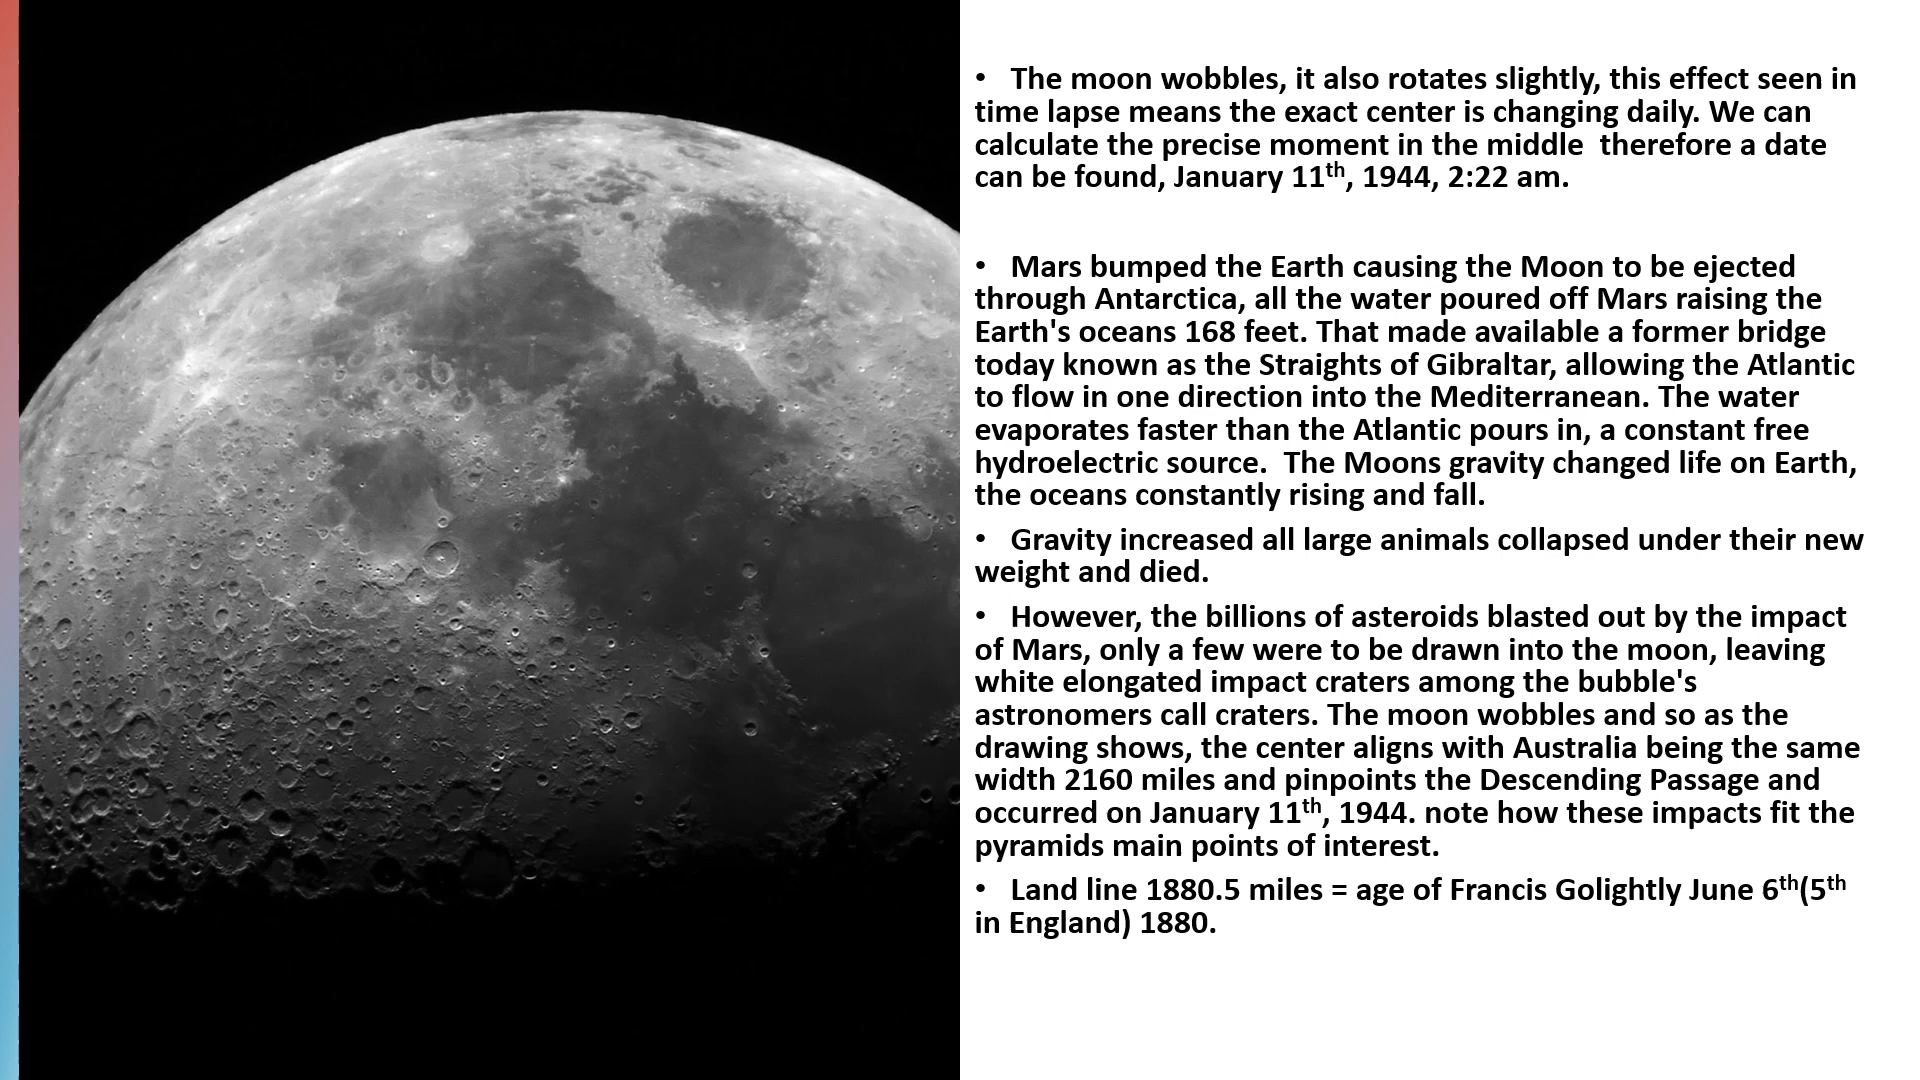 • The moon wobbles, it also rotates slightly, this effect seen in
time lapse means the exact center is changing daily. We can
calculate the precise moment in the middle  therefore a date
can be found, January 11th, 1944, 2:22 am.
• Mars bumped the Earth causing the Moon to be ejected
through Antarctica, all the water poured off Mars raising the
Earth's oceans 168 feet. That made available a former bridge
today known as the Straights of Gibraltar, allowing the Atlantic
to flow in one direction into the Mediterranean. The water
evaporates faster than the Atlantic pours in, a constant free
hydroelectric source.  The Moons gravity changed life on Earth,
the oceans constantly rising and fall.
• Gravity increased all large animals collapsed under their new
weight and died.
• However, the billions of asteroids blasted out by the impact
of Mars, only a few were to be drawn into the moon, leaving
white elongated impact craters among the bubble's
astronomers call craters. The moon wobbles and so as the
drawing shows, the center aligns with Australia being the same
width 2160 miles and pinpoints the Descending Passage and
occurred on January 11th, 1944. note how these impacts fit the
pyramids main points of interest.
• Land line 1880.5 miles = age of Francis Golightly June 6th(5th
in England) 1880.